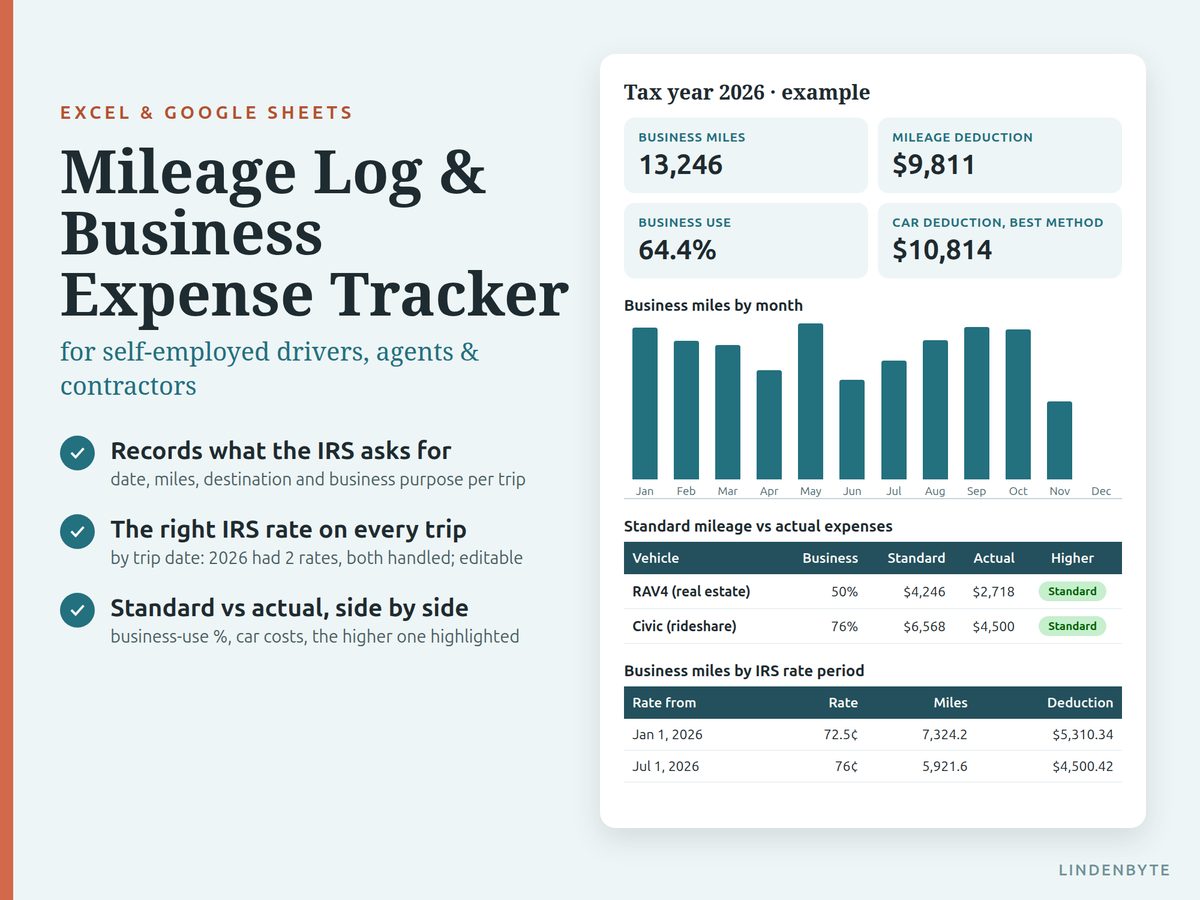 EXCEL & GOOGLE SHEETS
Mileage Log &
Business
Expense Tracker
for self-employed drivers, agents &
contractors
Records what the IRS asks for
date, miles, destination and business purpose per trip
The right IRS rate on every trip
by trip date: 2026 had 2 rates, both handled; editable
Standard vs actual, side by side
business-use %, car costs, the higher one highlighted
Tax year 2026 · example
BUSINESS MILES
13,246
MILEAGE DEDUCTION
$9,811
BUSINESS USE
64.4%
CAR DEDUCTION, BEST METHOD
$10,814
Business miles by month
Jan Feb Mar Apr May Jun Jul Aug Sep Oct Nov Dec
Standard mileage vs actual expenses
Vehicle Business Standard Actual Higher
RAV4 (real estate) 50% $4,246 $2,718 Standard
Civic (rideshare) 76% $6,568 $4,500 Standard
Business miles by IRS rate period
Rate from Rate Miles Deduction
Jan 1, 2026 72.5¢ 7,324.2 $5,310.34
Jul 1, 2026 76¢ 5,921.6 $4,500.42
LINDENBYTE